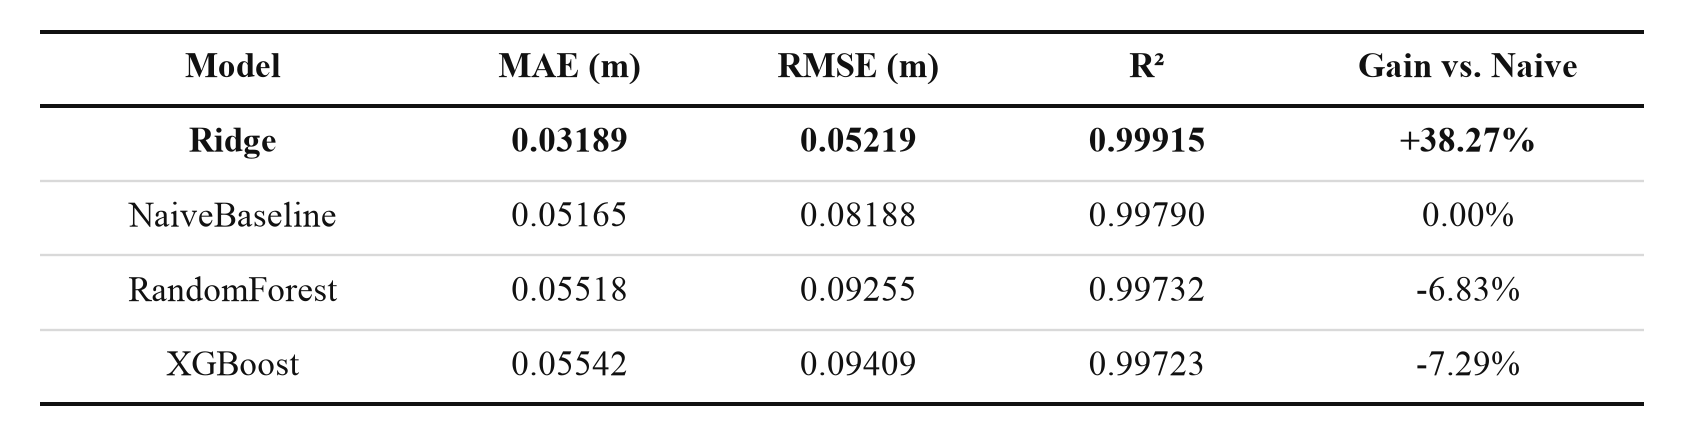 Model MAE (m) RMSE (m) R² Gain vs. Naive
Ridge 0.03189 0.05219 0.99915 +38.27%
NaiveBaseline 0.05165 0.08188 0.99790 0.00%
RandomForest 0.05518 0.09255 0.99732 -6.83%
XGBoost 0.05542 0.09409 0.99723 -7.29%